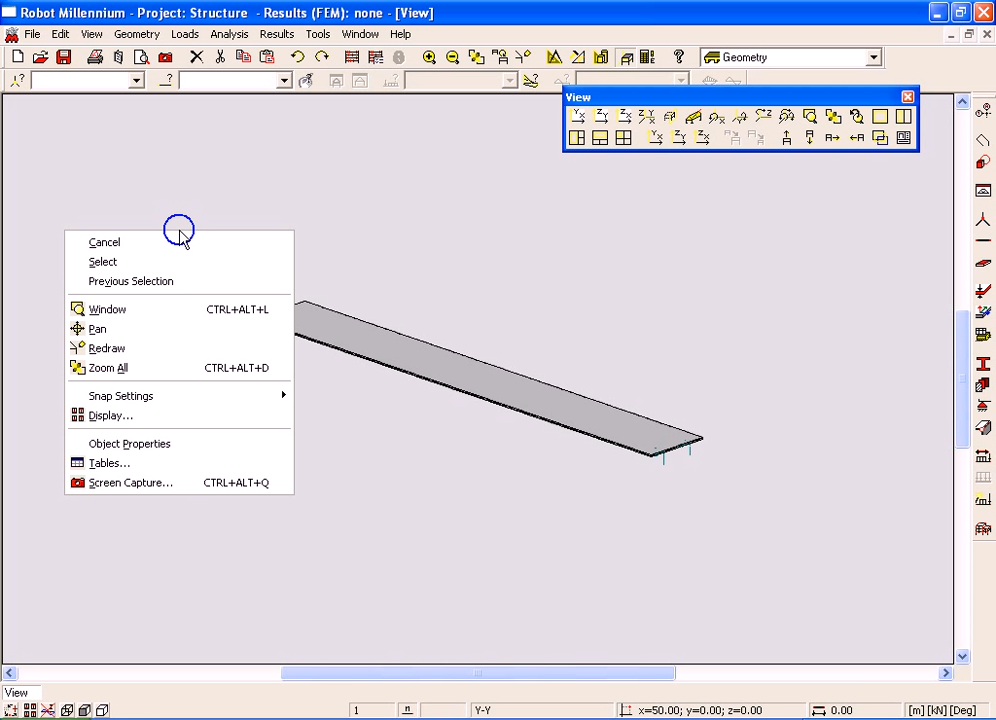 Robot Millennium - Project: Structure - Results (FEM): none - [View]
File Edit View Geometry Loads Analysis Results Tools Window Help
Geometry
View
Cancel
Select
Previous Selection
Window CTRL+ALT+L
Pan
Redraw
Zoom All CTRL+ALT+D
Snap Settings
Display...
Object Properties
Tables...
Screen Capture... CTRL+ALT+Q
View
1 Y-Y x=50.00; y=0.00; z=0.00 0.00 [m] [kN] [Deg]